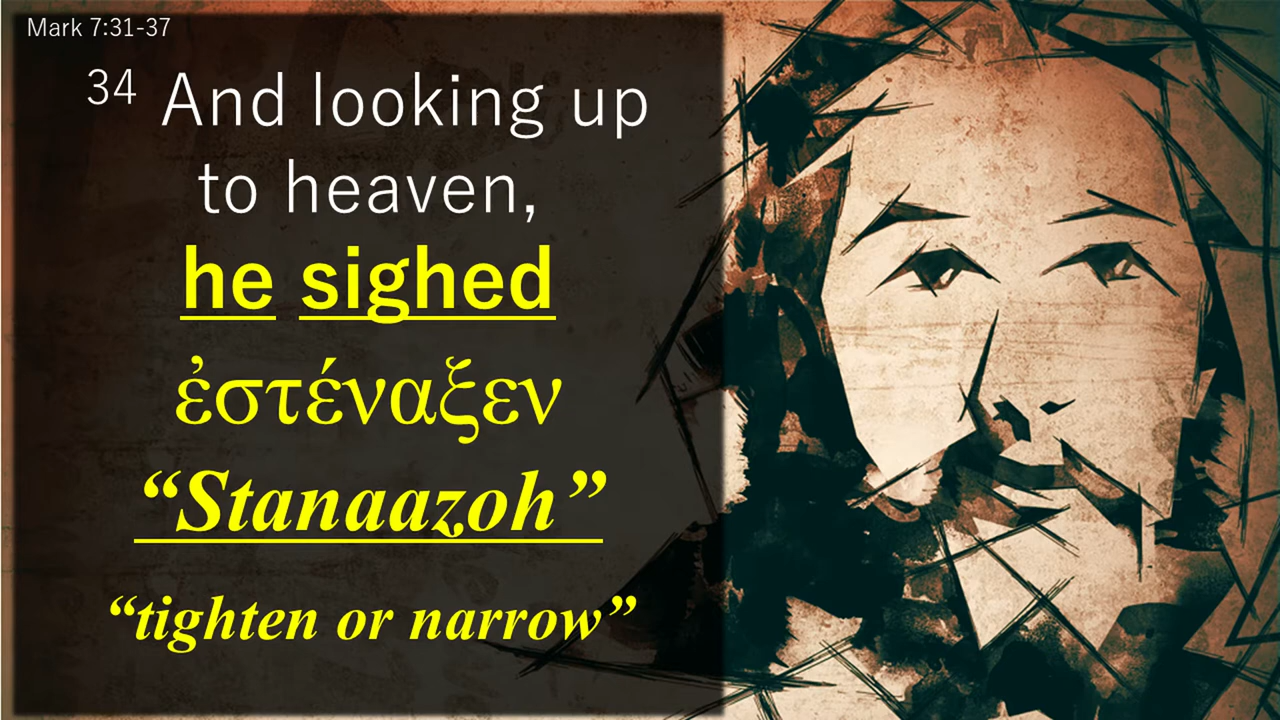 Mark 7:31-37
34 And looking up
to heaven,
he sighed
ἐστέναξεν
“Stanaazoh”
“tighten or narrow”